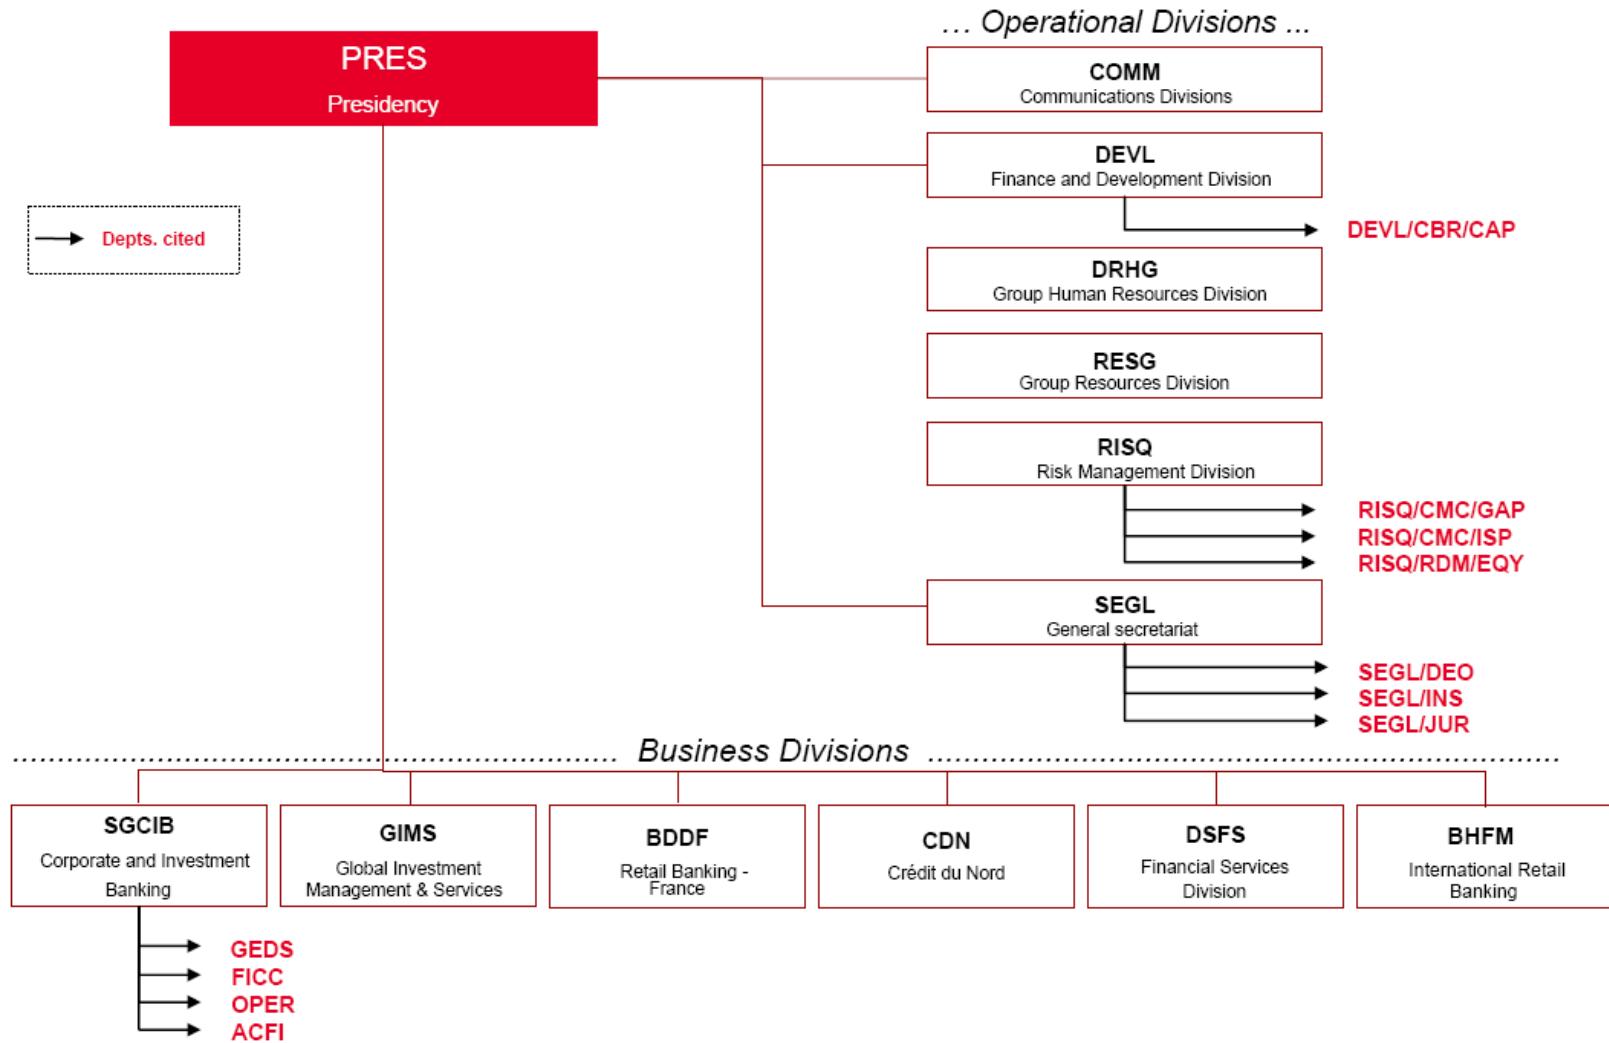 ... Operational Divisions ...
PRES
Presidency
COMM
Communications Divisions
DEVL
Finance and Development Division
DEVL/CBR/CAP
Depts. cited
DRHG
Group Human Resources Division
RESG
Group Resources Division
RISQ
Risk Management Division
RISQ/CMC/GAP
RISQ/CMC/ISP
RISQ/RDM/EQY
SEGL
General secretariat
SEGL/DEO
SEGL/INS
SEGL/JUR
Business Divisions
SGCIB
Corporate and Investment
Banking
GIMS
Global Investment
Management & Services
BDDF
Retail Banking -
France
CDN
Crédit du Nord
DSFS
Financial Services
Division
BHFM
International Retail
Banking
GEDS
FICC
OPER
ACFI